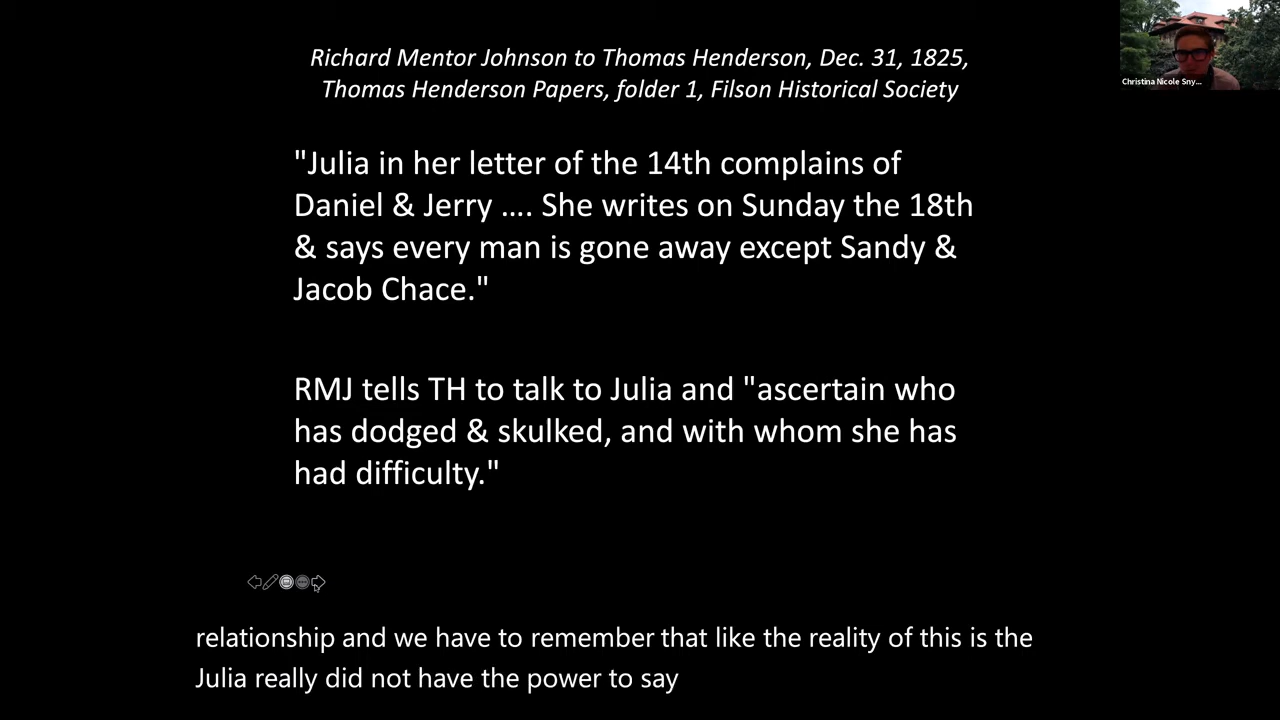 Richard Mentor Johnson to Thomas Henderson, Dec. 31, 1825,
Thomas Henderson Papers, folder 1, Filson Historical Society
Christina Nicole Sny...
"Julia in her letter of the 14th complains of
Daniel & Jerry .... She writes on Sunday the 18th
& says every man is gone away except Sandy &
Jacob Chace."
RMJ tells TH to talk to Julia and "ascertain who
has dodged & skulked, and with whom she has
had difficulty."
relationship and we have to remember that like the reality of this is the
Julia really did not have the power to say